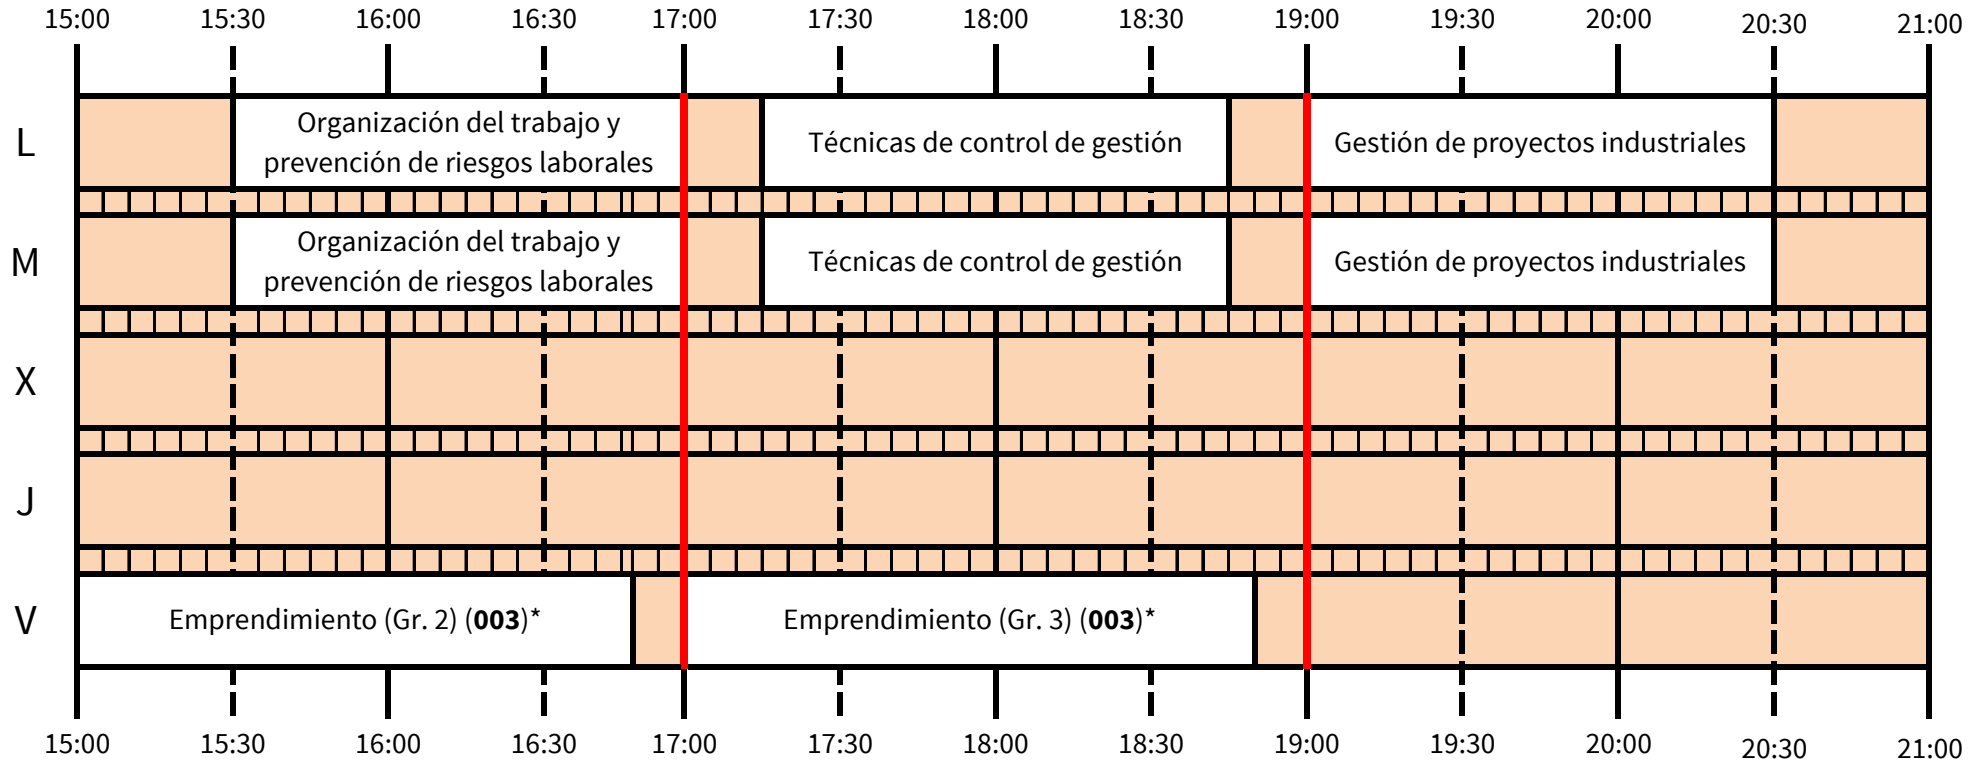 15:00 15:30 16:00 16:30 17:00 17:30 18:00 18:30 19:00 19:30 20:00 20:30 21:00
L
Organización del trabajo y
prevención de riesgos laborales
Técnicas de control de gestión
Gestión de proyectos industriales
M
Organización del trabajo y
prevención de riesgos laborales
Técnicas de control de gestión
Gestión de proyectos industriales
X
J
V
Emprendimiento (Gr. 2) (003)*
Emprendimiento (Gr. 3) (003)*
15:00 15:30 16:00 16:30 17:00 17:30 18:00 18:30 19:00 19:30 20:00 20:30 21:00